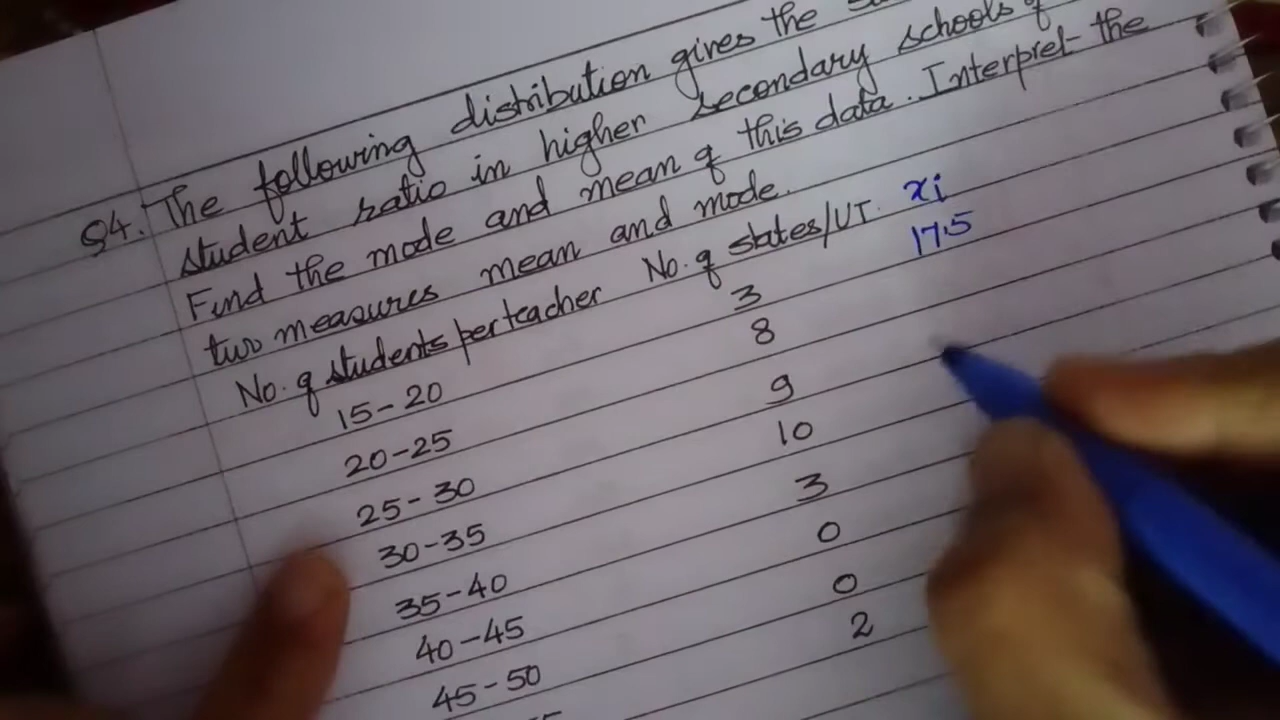 Q4. The following distribution gives the
student ratio in higher secondary schools of
Find the mode and mean of this data. Interpret the
two measures mean and mode.
No. of students per teacher No. of states/UT. xi
15-20 3 17.5
20-25 8
25-30 9
30-35 10
35-40 3
40-45 0
45-50 0
2